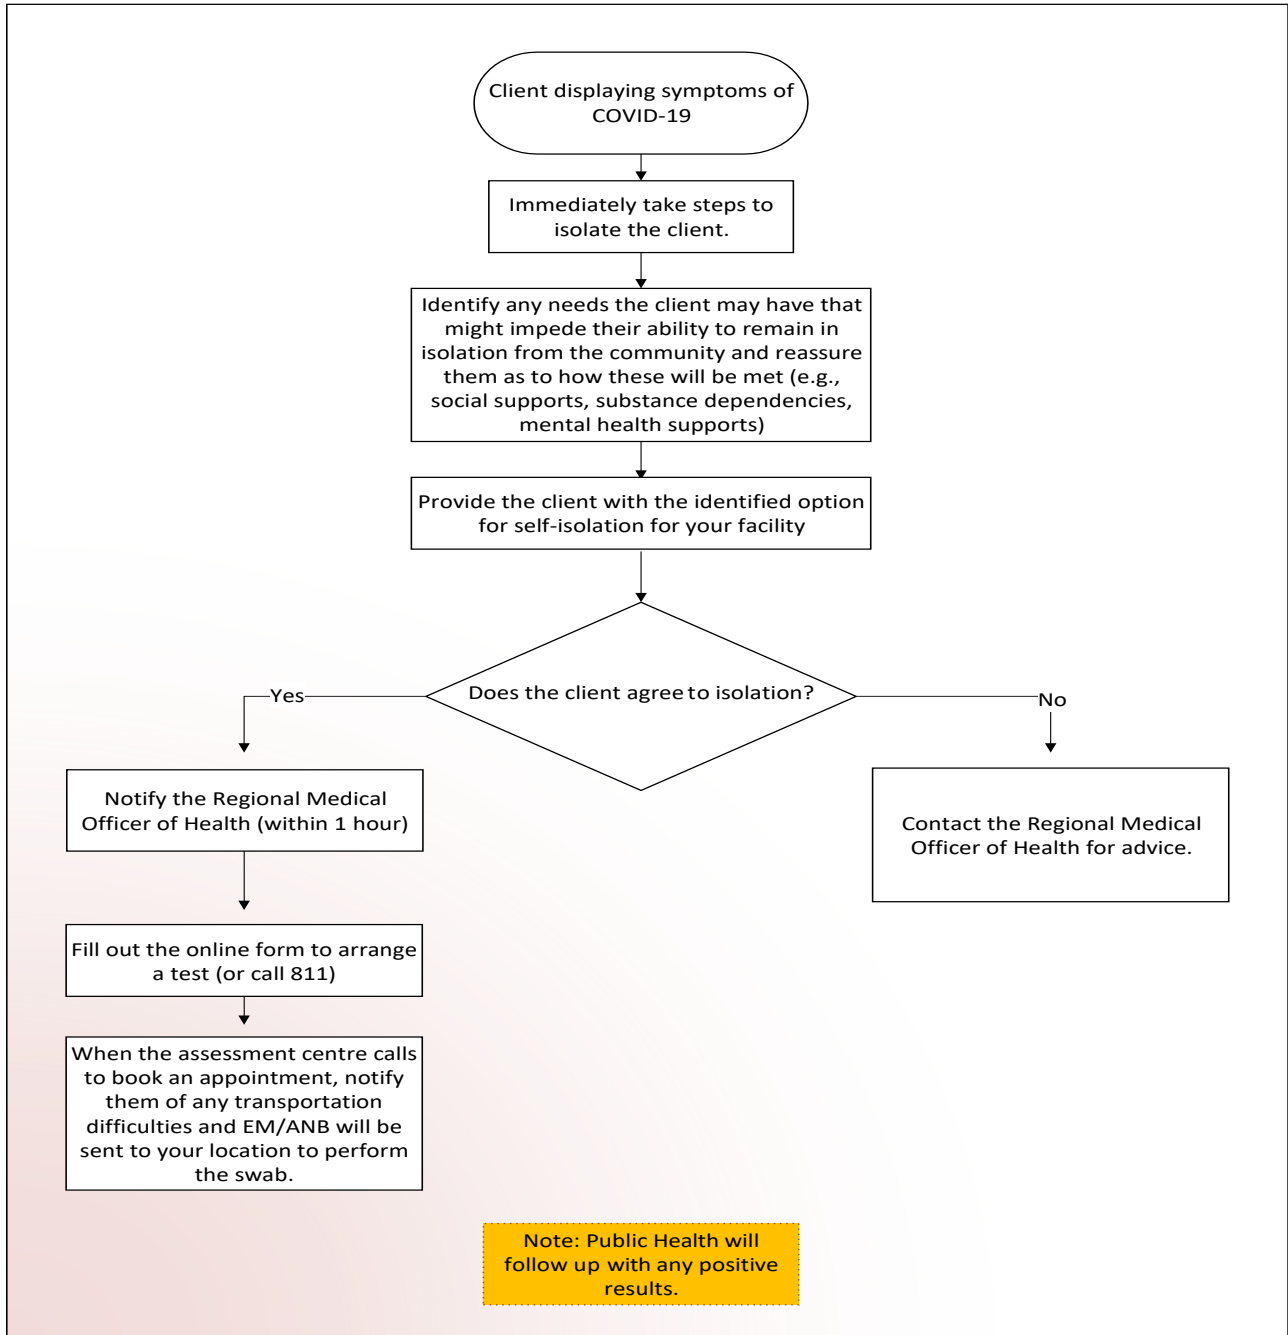 Client displaying symptoms of
COVID-19
Immediately take steps to
isolate the client.
Identify any needs the client may have that
might impede their ability to remain in
isolation from the community and reassure
them as to how these will be met (e.g.,
social supports, substance dependencies,
mental health supports)
Provide the client with the identified option
for self-isolation for your facility
Does the client agree to isolation?
Yes
No
Notify the Regional Medical
Officer of Health (within 1 hour)
Contact the Regional Medical
Officer of Health for advice.
Fill out the online form to arrange
a test (or call 811)
When the assessment centre calls
to book an appointment, notify
them of any transportation
difficulties and EM/ANB will be
sent to your location to perform
the swab.
Note: Public Health will
follow up with any positive
results.